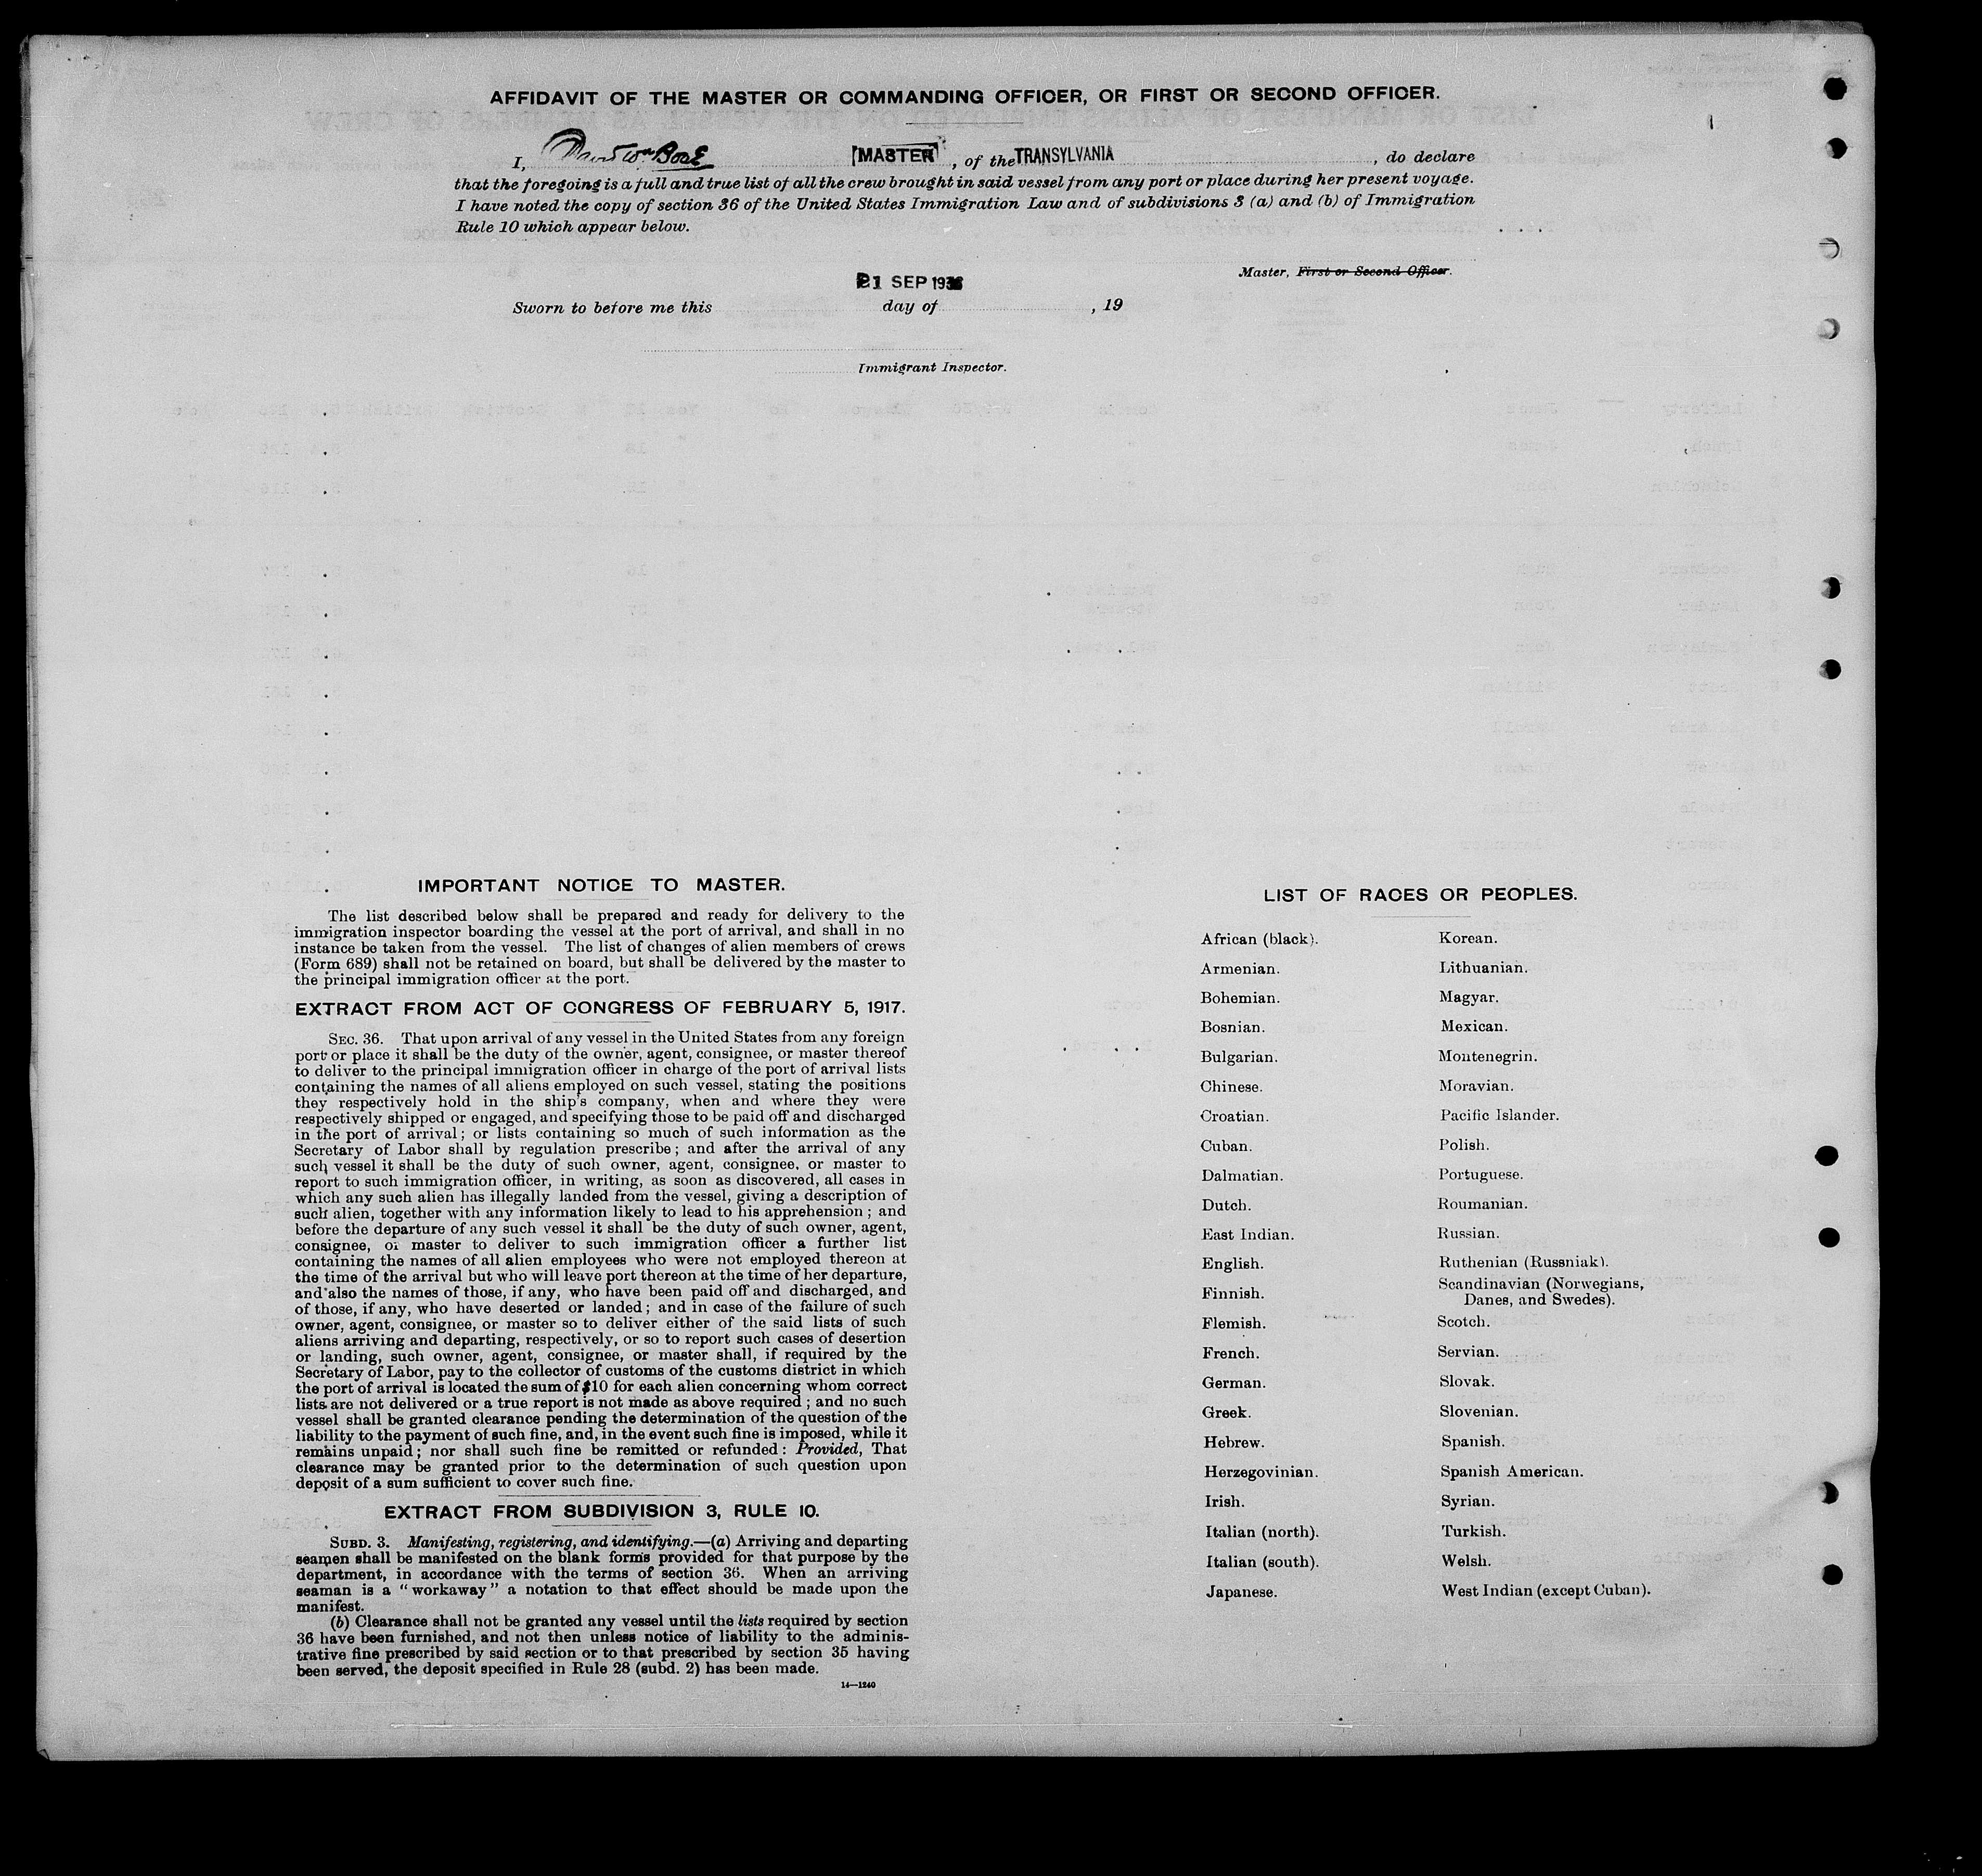 AFFIDAVIT OF THE MASTER OR COMMANDING OFFICER, OR FIRST OR SECOND OFFICER.
I, David Wm Bone MASTER, of the TRANSYLVANIA, do declare
that the foregoing is a full and true list of all the crew brought in said vessel from any port or place during her present voyage.
I have noted the copy of section 36 of the United States Immigration Law and of subdivisions 3 (a) and (b) of Immigration
Rule 10 which appear below.
Master, First or Second Officer.
21 SEP 1936
Sworn to before me this day of , 19
Immigrant Inspector.
IMPORTANT NOTICE TO MASTER.
The list described below shall be prepared and ready for delivery to the
immigration inspector boarding the vessel at the port of arrival, and shall in no
instance be taken from the vessel. The list of changes of alien members of crews
(Form 689) shall not be retained on board, but shall be delivered by the master to
the principal immigration officer at the port.
EXTRACT FROM ACT OF CONGRESS OF FEBRUARY 5, 1917.
SEC. 36. That upon arrival of any vessel in the United States from any foreign
port or place it shall be the duty of the owner, agent, consignee, or master thereof
to deliver to the principal immigration officer in charge of the port of arrival lists
containing the names of all aliens employed on such vessel, stating the positions
they respectively hold in the ship's company, when and where they were
respectively shipped or engaged, and specifying those to be paid off and discharged
in the port of arrival; or lists containing so much of such information as the
Secretary of Labor shall by regulation prescribe; and after the arrival of any
such vessel it shall be the duty of such owner, agent, consignee, or master to
report to such immigration officer, in writing, as soon as discovered, all cases in
which any such alien has illegally landed from the vessel, giving a description of
such alien, together with any information likely to lead to his apprehension; and
before the departure of any such vessel it shall be the duty of such owner, agent,
consignee, or master to deliver to such immigration officer a further list
containing the names of all alien employees who were not employed thereon at
the time of the arrival but who will leave port thereon at the time of her departure,
and also the names of those, if any, who have been paid off and discharged, and
of those, if any, who have deserted or landed; and in case of the failure of such
owner, agent, consignee, or master so to deliver either of the said lists of such
aliens arriving and departing, respectively, or so to report such cases of desertion
or landing, such owner, agent, consignee, or master shall, if required by the
Secretary of Labor, pay to the collector of customs of the customs district in which
the port of arrival is located the sum of $10 for each alien concerning whom correct
lists are not delivered or a true report is not made as above required; and no such
vessel shall be granted clearance pending the determination of the question of the
liability to the payment of such fine, and, in the event such fine is imposed, while it
remains unpaid; nor shall such fine be remitted or refunded: Provided, That
clearance may be granted prior to the determination of such question upon
deposit of a sum sufficient to cover such fine.
EXTRACT FROM SUBDIVISION 3, RULE 10.
SUBD. 3. Manifesting, registering, and identifying.—(a) Arriving and departing
seamen shall be manifested on the blank forms provided for that purpose by the
department, in accordance with the terms of section 36. When an arriving
seaman is a "workaway" a notation to that effect should be made upon the
manifest.
(b) Clearance shall not be granted any vessel until the lists required by section
36 have been furnished, and not then unless notice of liability to the adminis-
trative fine prescribed by said section or to that prescribed by section 35 having
been served, the deposit specified in Rule 28 (subd. 2) has been made.
14—1240
LIST OF RACES OR PEOPLES.
African (black).
Armenian.
Bohemian.
Bosnian.
Bulgarian.
Chinese.
Croatian.
Cuban.
Dalmatian.
Dutch.
East Indian.
English.
Finnish.
Flemish.
French.
German.
Greek.
Hebrew.
Herzegovinian.
Irish.
Italian (north).
Italian (south).
Japanese.
Korean.
Lithuanian.
Magyar.
Mexican.
Montenegrin.
Moravian.
Pacific Islander.
Polish.
Portuguese.
Roumanian.
Russian.
Ruthenian (Russniak).
Scandinavian (Norwegians,
Danes, and Swedes).
Scotch.
Servian.
Slovak.
Slovenian.
Spanish.
Spanish American.
Syrian.
Turkish.
Welsh.
West Indian (except Cuban).